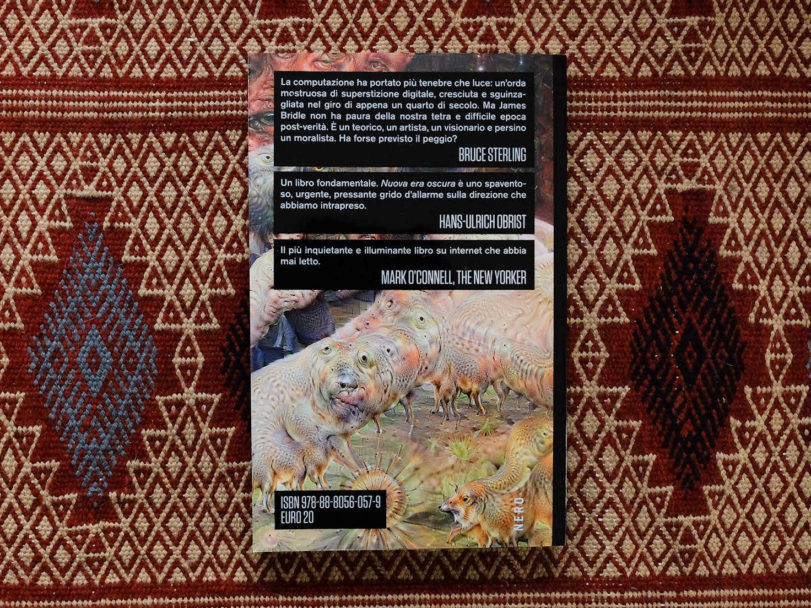 La computazione ha portato più tenebre che luce: un'orda
mostruosa di superstizione digitale, cresciuta e sguinza-
gliata nel giro di appena un quarto di secolo. Ma James
Bridle non ha paura della nostra tetra e difficile epoca
post-verità. È un teorico, un artista, un visionario e persino
un moralista. Ha forse previsto il peggio?
BRUCE STERLING
Un libro fondamentale. Nuova era oscura è uno spavento-
so, urgente, pressante grido d'allarme sulla direzione che
abbiamo intrapreso.
HANS-ULRICH OBRIST
Il più inquietante e illuminante libro su internet che abbia
mai letto.
MARK O'CONNELL, THE NEW YORKER
ISBN 978-88-8056-057-9
EURO 20
NERO